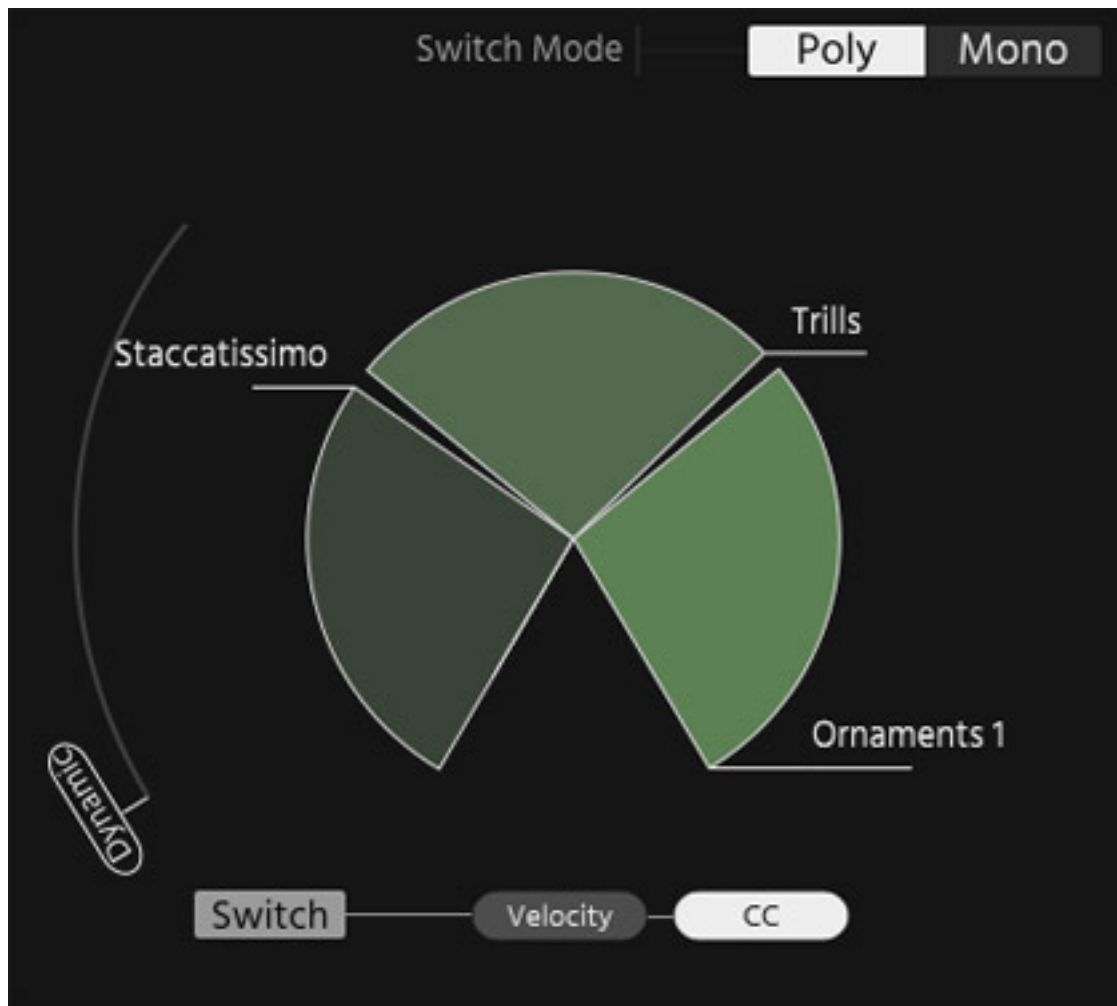 Switch Mode Poly Mono
Trills
Staccatissimo
Ornaments 1
Dynamic
Switch Velocity CC